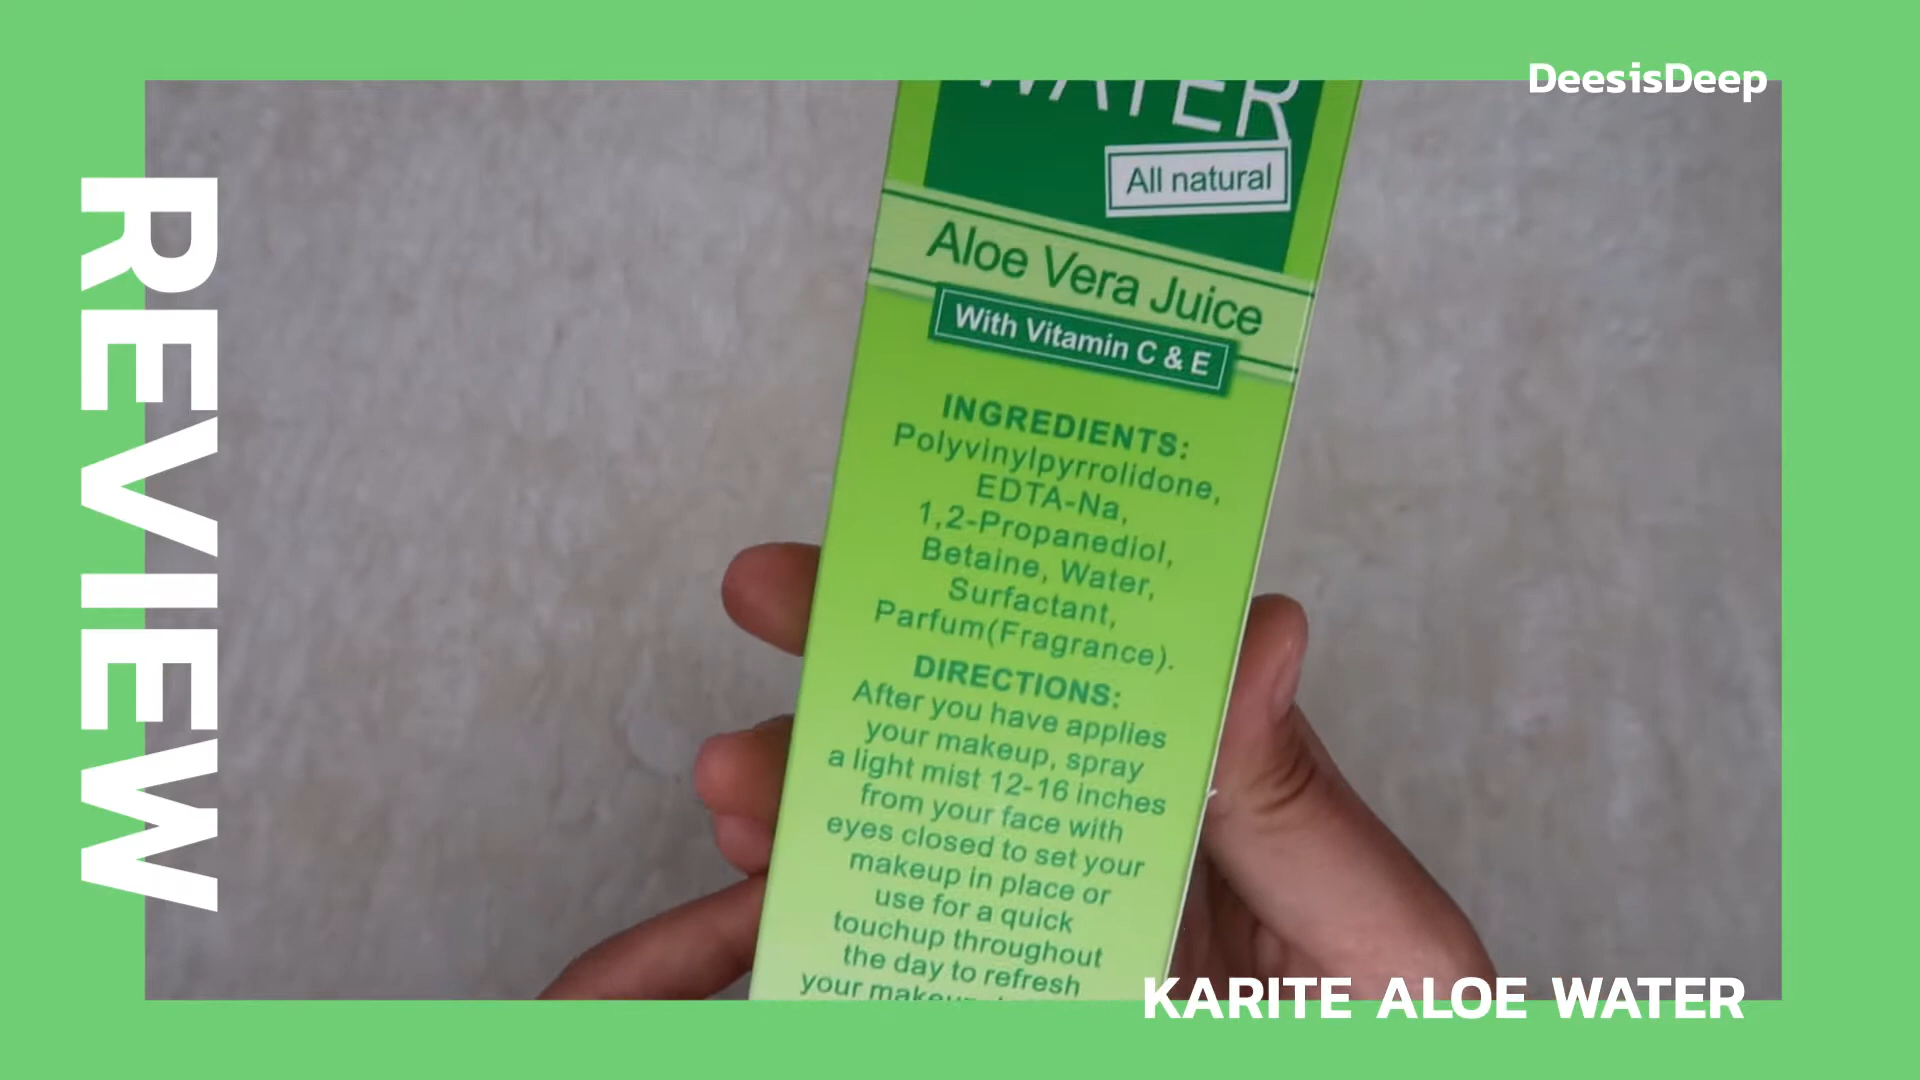 DeesisDeep
REVIEW
WATER
All natural
Aloe Vera Juice
With Vitamin C & E
INGREDIENTS:
Polyvinylpyrrolidone,
EDTA-Na,
1,2-Propanediol,
Betaine, Water,
Surfactant,
Parfum(Fragrance).
DIRECTIONS:
After you have applies
your makeup, spray
a light mist 12-16 inches
from your face with
eyes closed to set your
makeup in place or
use for a quick
touchup throughout
the day to refresh
your makeup
KARITE ALOE WATER